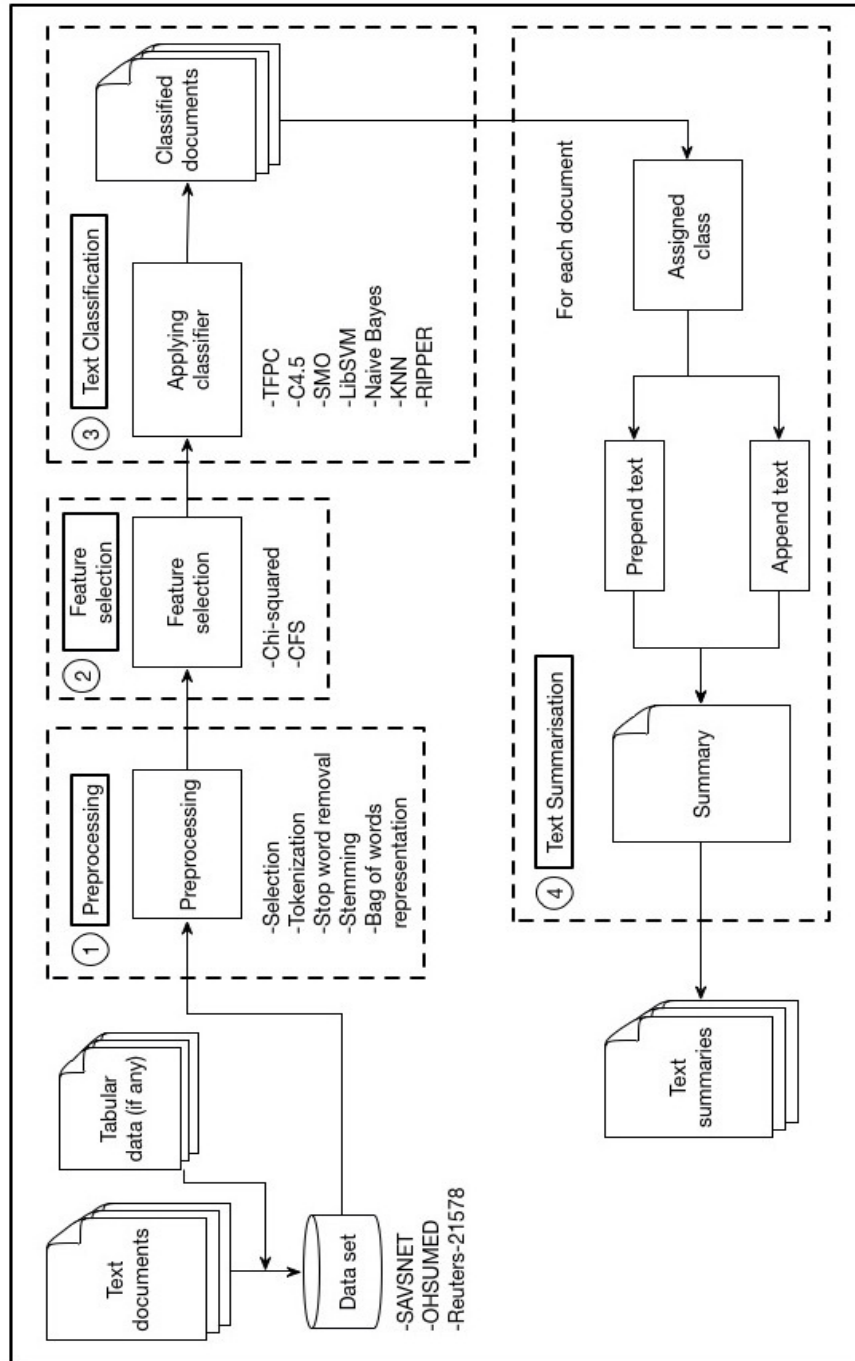 Text
documents
Tabular
data (if any)
Data set
-SAVSNET
-OHSUMED
-Reuters-21578
1
Preprocessing
Preprocessing
-Selection
-Tokenization
-Stop word removal
-Stemming
-Bag of words
representation
2
Feature
selection
Feature
selection
-Chi-squared
-CFS
3
Text Classification
Applying
classifier
-TFPC
-C4.5
-SMO
-LibSVM
-Naive Bayes
-KNN
-RIPPER
Classified
documents
4
Text Summarisation
For each document
Assigned
class
Prepend text
Append text
Summary
Text
summaries